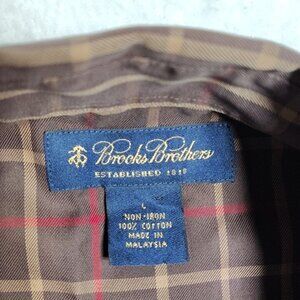 Brooks Brothers
ESTABLISHED 1818
L
NON-IRON
100% COTTON
MADE IN
MALAYSIA